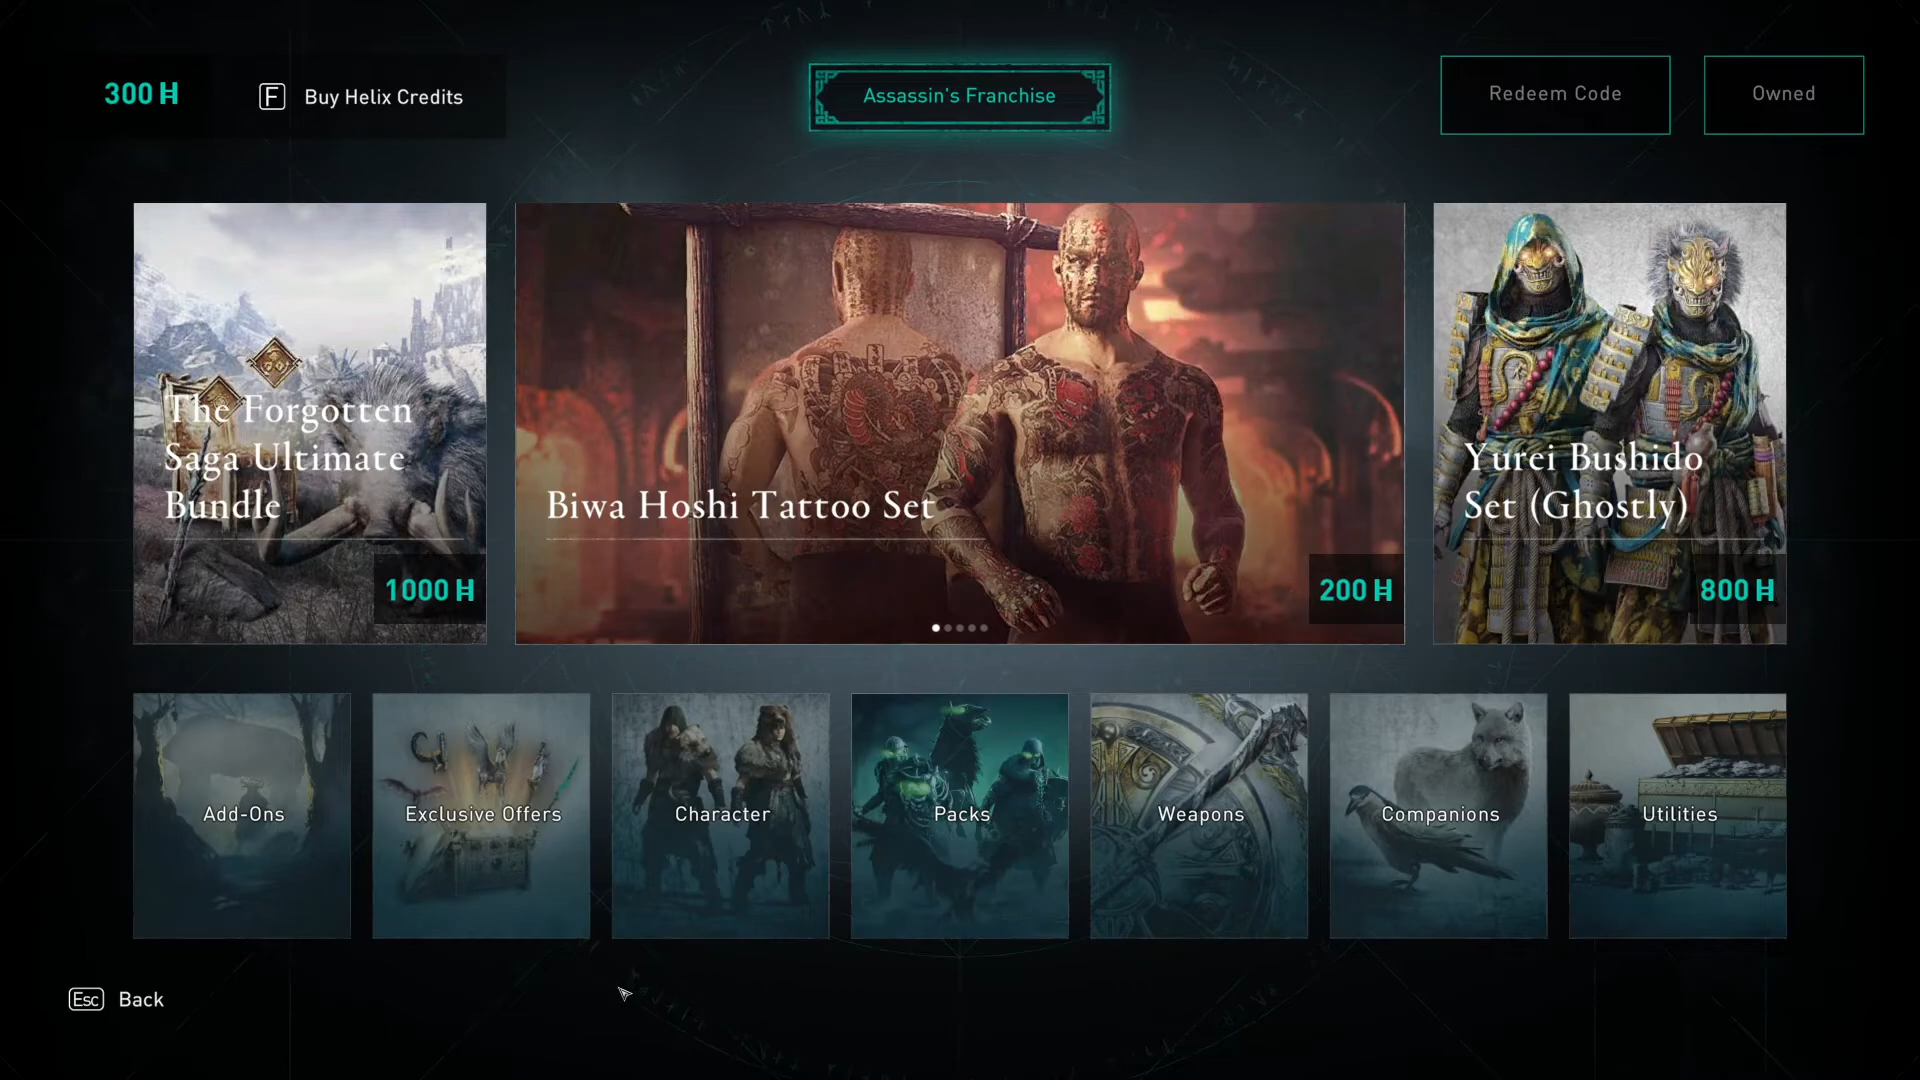 300 H
F Buy Helix Credits
Assassin's Franchise
Redeem Code
Owned
The Forgotten
Saga Ultimate
Bundle
1000 H
Biwa Hoshi Tattoo Set
200 H
Yurei Bushido
Set (Ghostly)
800 H
Add-Ons
Exclusive Offers
Character
Packs
Weapons
Companions
Utilities
Esc Back